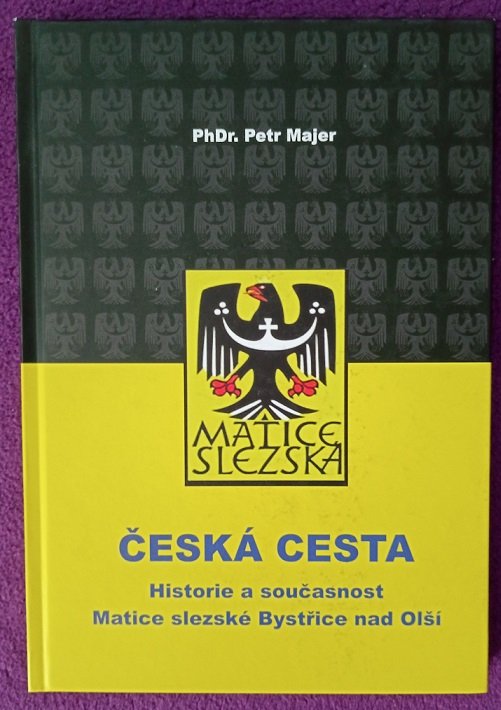 PhDr. Petr Majer
MATICE
SLEZSKÁ
ČESKÁ CESTA
Historie a současnost
Matice slezské Bystřice nad Olší